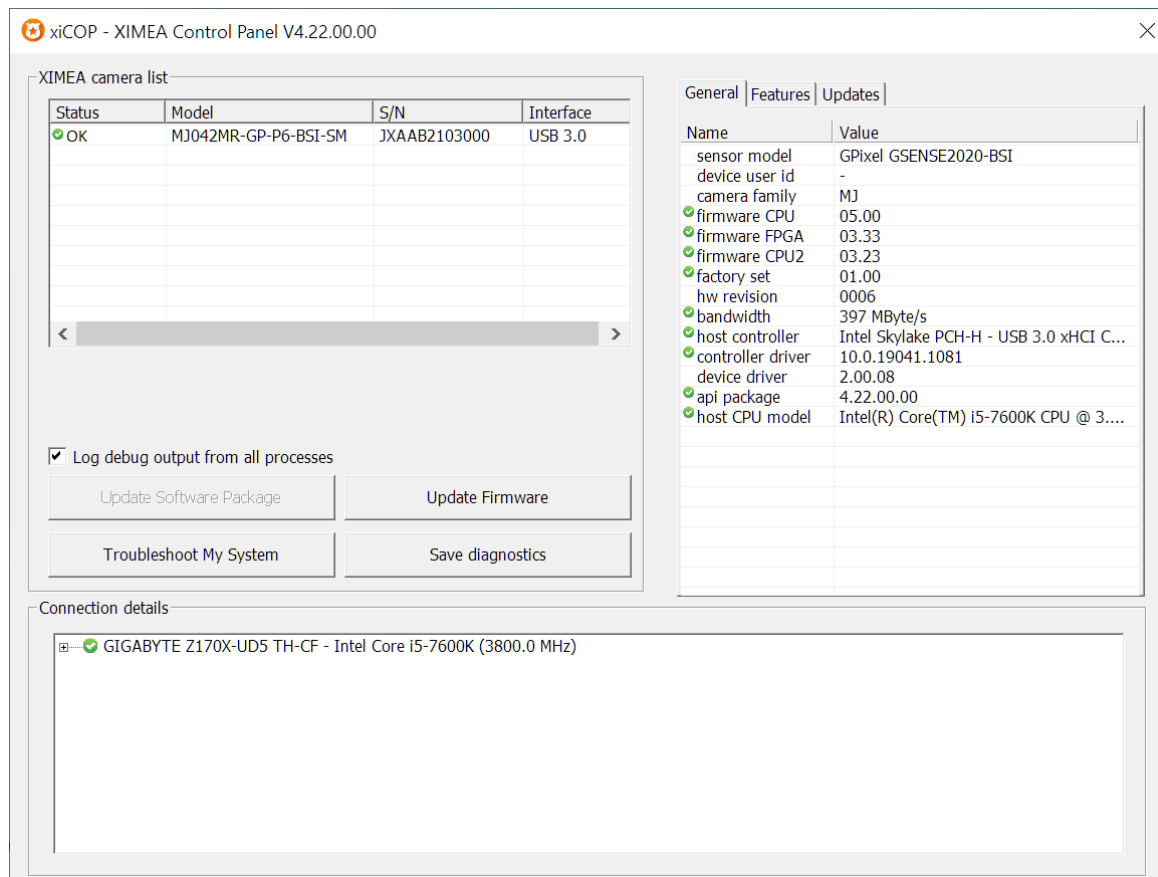 xiCOP - XIMEA Control Panel V4.22.00.00
XIMEA camera list
Status Model S/N Interface
OK MJ042MR-GP-P6-BSI-SM JXAAB2103000 USB 3.0
Log debug output from all processes
Update Software Package Update Firmware
Troubleshoot My System Save diagnostics
General Features Updates
Name Value
sensor model GPixel GSENSE2020-BSI
device user id -
camera family MJ
firmware CPU 05.00
firmware FPGA 03.33
firmware CPU2 03.23
factory set 01.00
hw revision 0006
bandwidth 397 MByte/s
host controller Intel Skylake PCH-H - USB 3.0 xHCI C...
controller driver 10.0.19041.1081
device driver 2.00.08
api package 4.22.00.00
host CPU model Intel(R) Core(TM) i5-7600K CPU @ 3....
Connection details
GIGABYTE Z170X-UD5 TH-CF - Intel Core i5-7600K (3800.0 MHz)